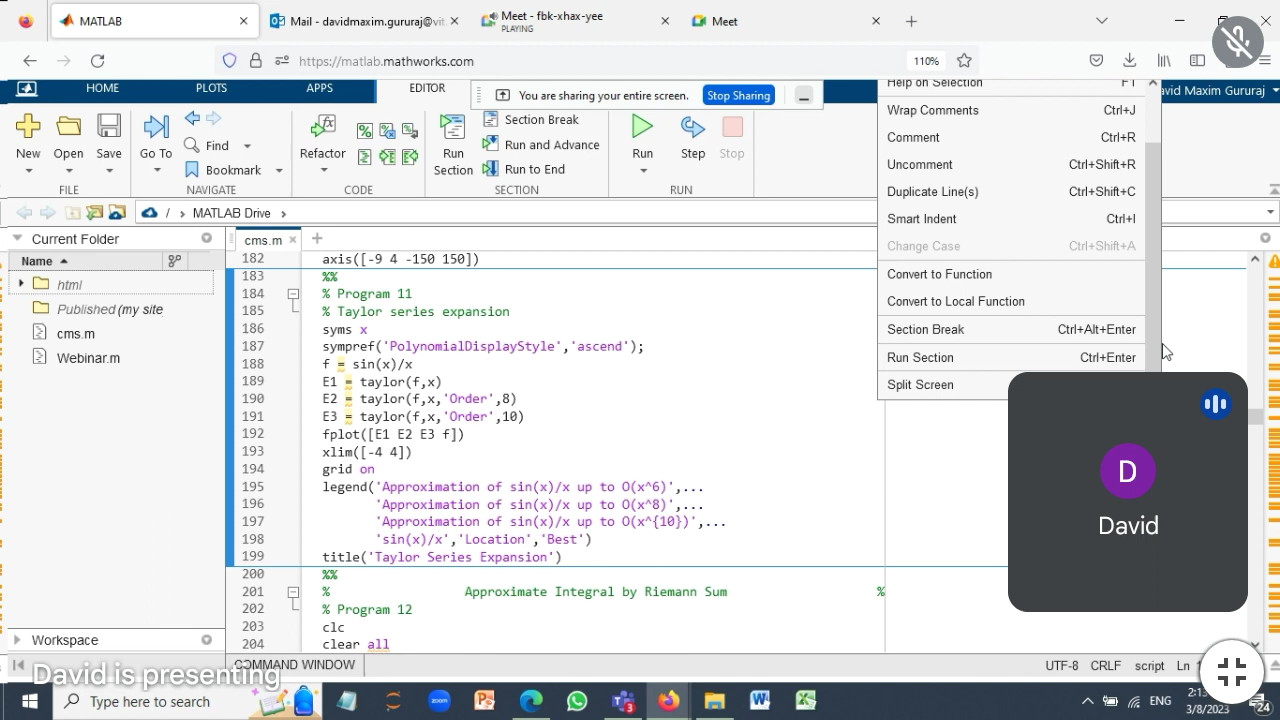 MATLAB
Mail - davidmaxim.gururaj@vit.
Meet - fbk-xhax-yee
PLAYING
Meet
https://matlab.mathworks.com
110%
HOME
PLOTS
APPS
EDITOR
You are sharing your entire screen.
Stop Sharing
vid Maxim Gururaj
New
Open
Save
FILE
Go To
Find
Bookmark
NAVIGATE
Refactor
CODE
Run
Section
Section Break
Run and Advance
Run to End
SECTION
Run
Step
Stop
RUN
Help on Selection F1
Wrap Comments Ctrl+J
Comment Ctrl+R
Uncomment Ctrl+Shift+R
Duplicate Line(s) Ctrl+Shift+C
Smart Indent Ctrl+I
Change Case Ctrl+Shift+A
Convert to Function
Convert to Local Function
Section Break Ctrl+Alt+Enter
Run Section Ctrl+Enter
Split Screen
/ MATLAB Drive
Current Folder
Name
html
Published (my site
cms.m
Webinar.m
Workspace
cms.m
182 axis([-9 4 -150 150])
183 %%
184 % Program 11
185 % Taylor series expansion
186 syms x
187 sympref('PolynomialDisplayStyle','ascend');
188 f = sin(x)/x
189 E1 = taylor(f,x)
190 E2 = taylor(f,x,'Order',8)
191 E3 = taylor(f,x,'Order',10)
192 fplot([E1 E2 E3 f])
193 xlim([-4 4])
194 grid on
195 legend('Approximation of sin(x)/x up to O(x^6)',...
196 'Approximation of sin(x)/x up to O(x^8)',...
197 'Approximation of sin(x)/x up to O(x^{10})',...
198 'sin(x)/x','Location','Best')
199 title('Taylor Series Expansion')
200 %%
201 % Approximate Integral by Riemann Sum %
202 % Program 12
203 clc
204 clear all
D
David
COMMAND WINDOW
UTF-8 CRLF script Ln
David is presenting
Type here to search
zoom
ENG
3/8/2023
24